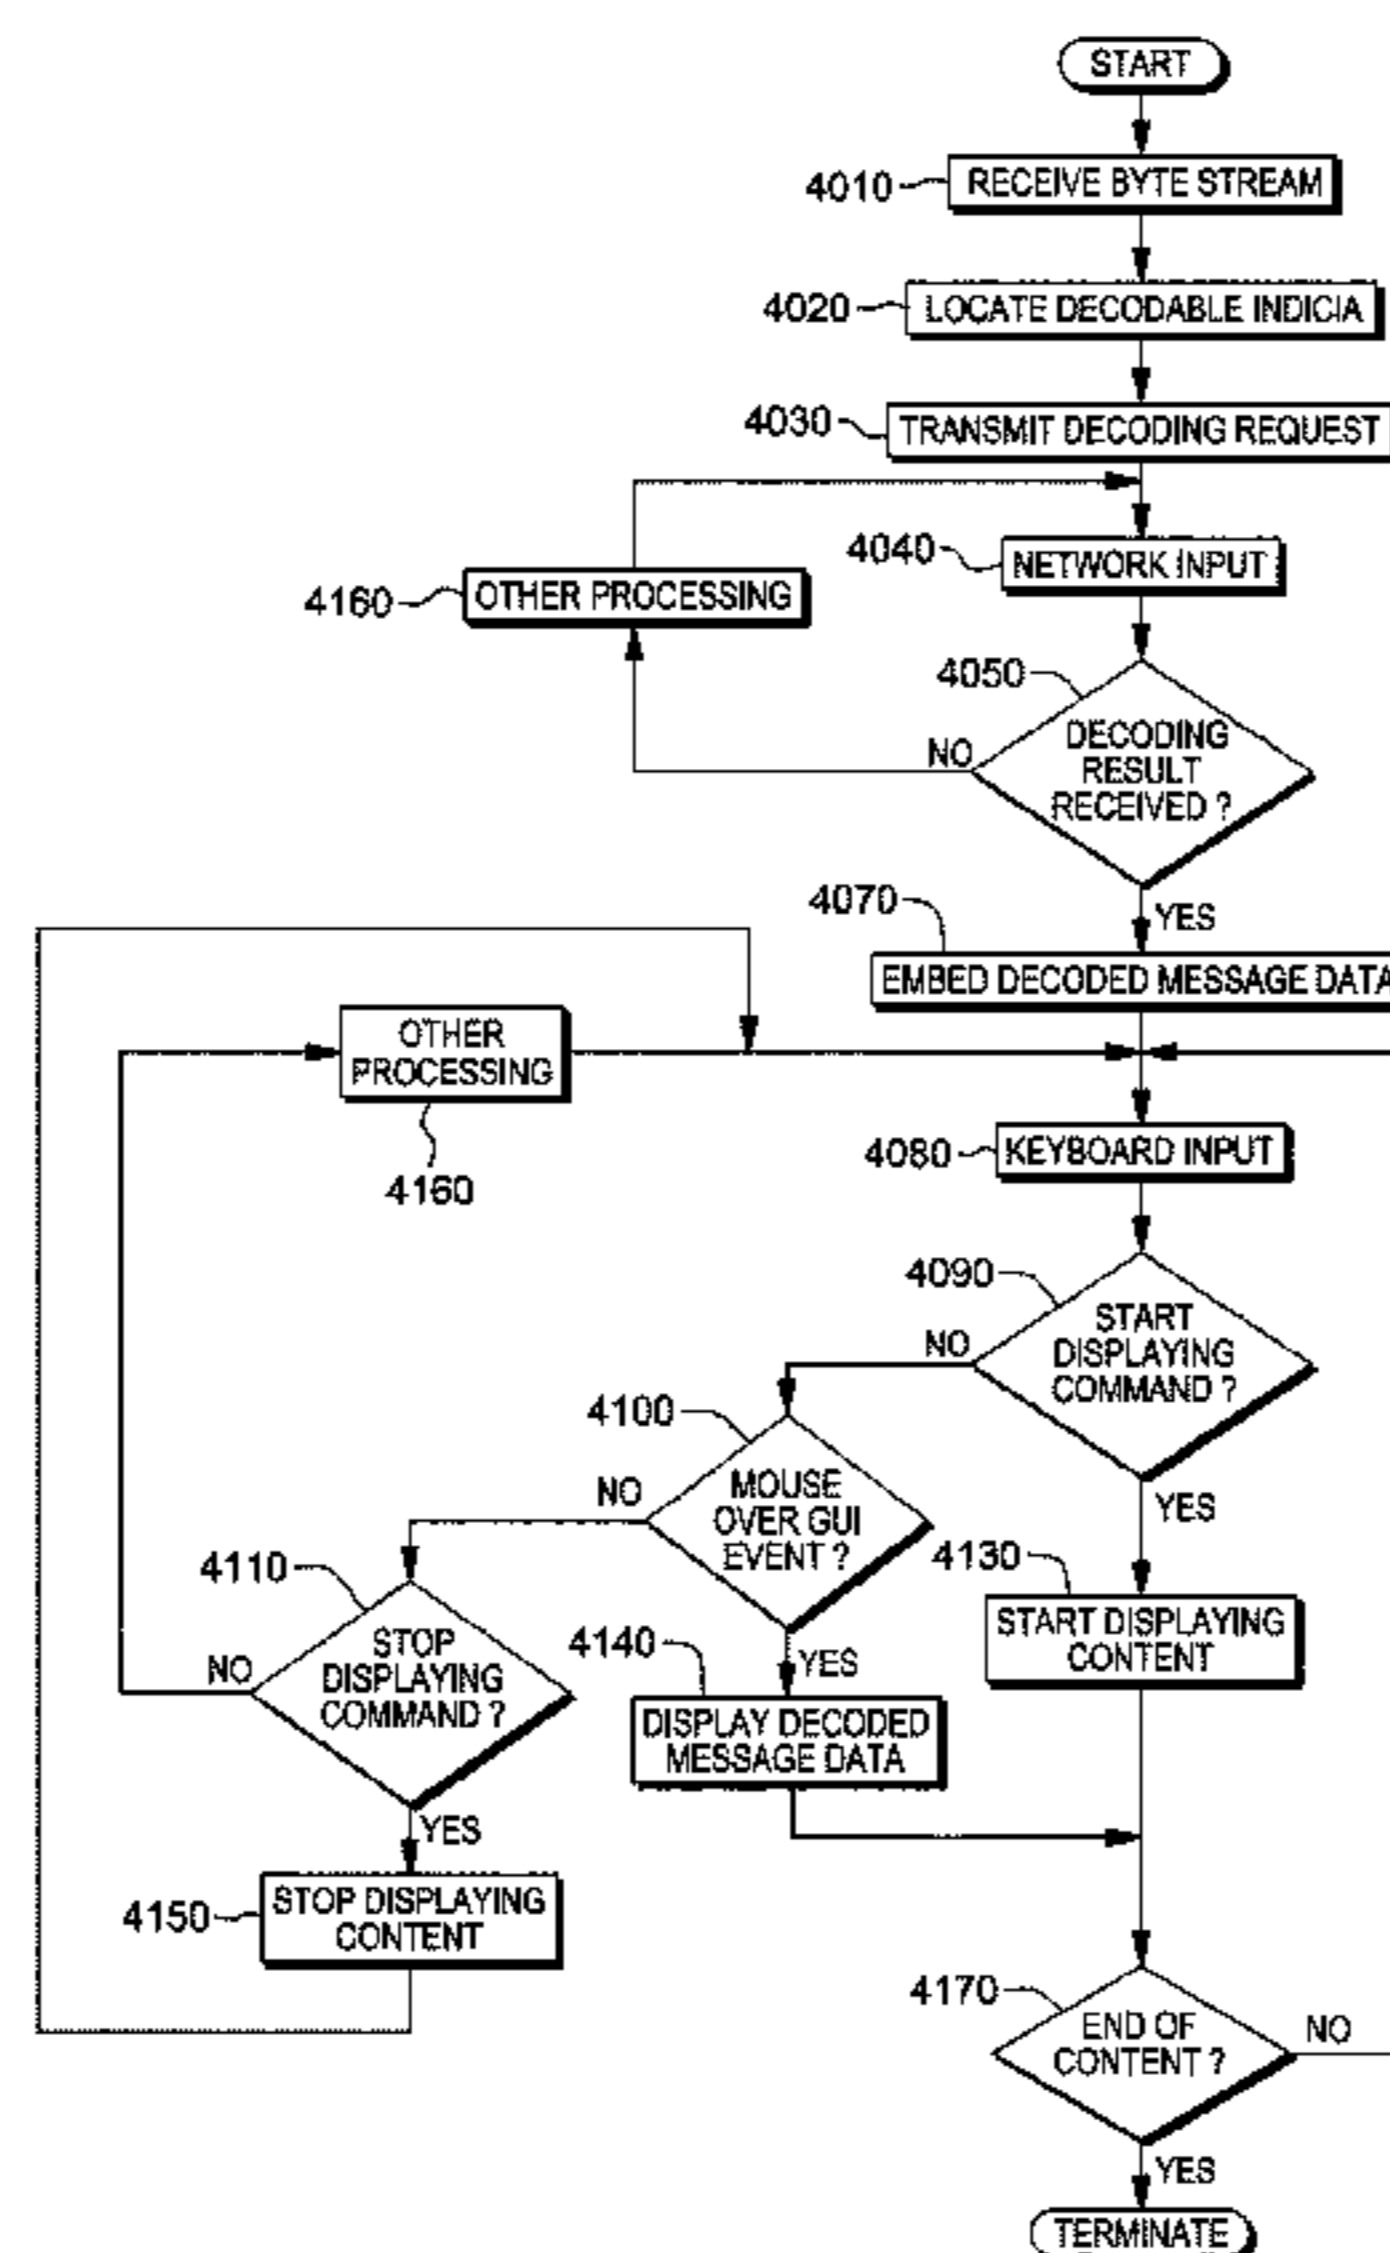 START
4010
RECEIVE BYTE STREAM
4020
LOCATE DECODABLE INDICIA
4030
TRANSMIT DECODING REQUEST
4040
NETWORK INPUT
4160
OTHER PROCESSING
4050
DECODING
RESULT
RECEIVED ?
NO
YES
4070
EMBED DECODED MESSAGE DATA
OTHER
PROCESSING
4160
4080
KEYBOARD INPUT
4090
START
DISPLAYING
COMMAND ?
NO
YES
4100
MOUSE
OVER GUI
EVENT ?
NO
YES
4130
START DISPLAYING
CONTENT
4110
STOP
DISPLAYING
COMMAND ?
NO
YES
4140
DISPLAY DECODED
MESSAGE DATA
4150
STOP DISPLAYING
CONTENT
4170
END OF
CONTENT ?
NO
YES
TERMINATE